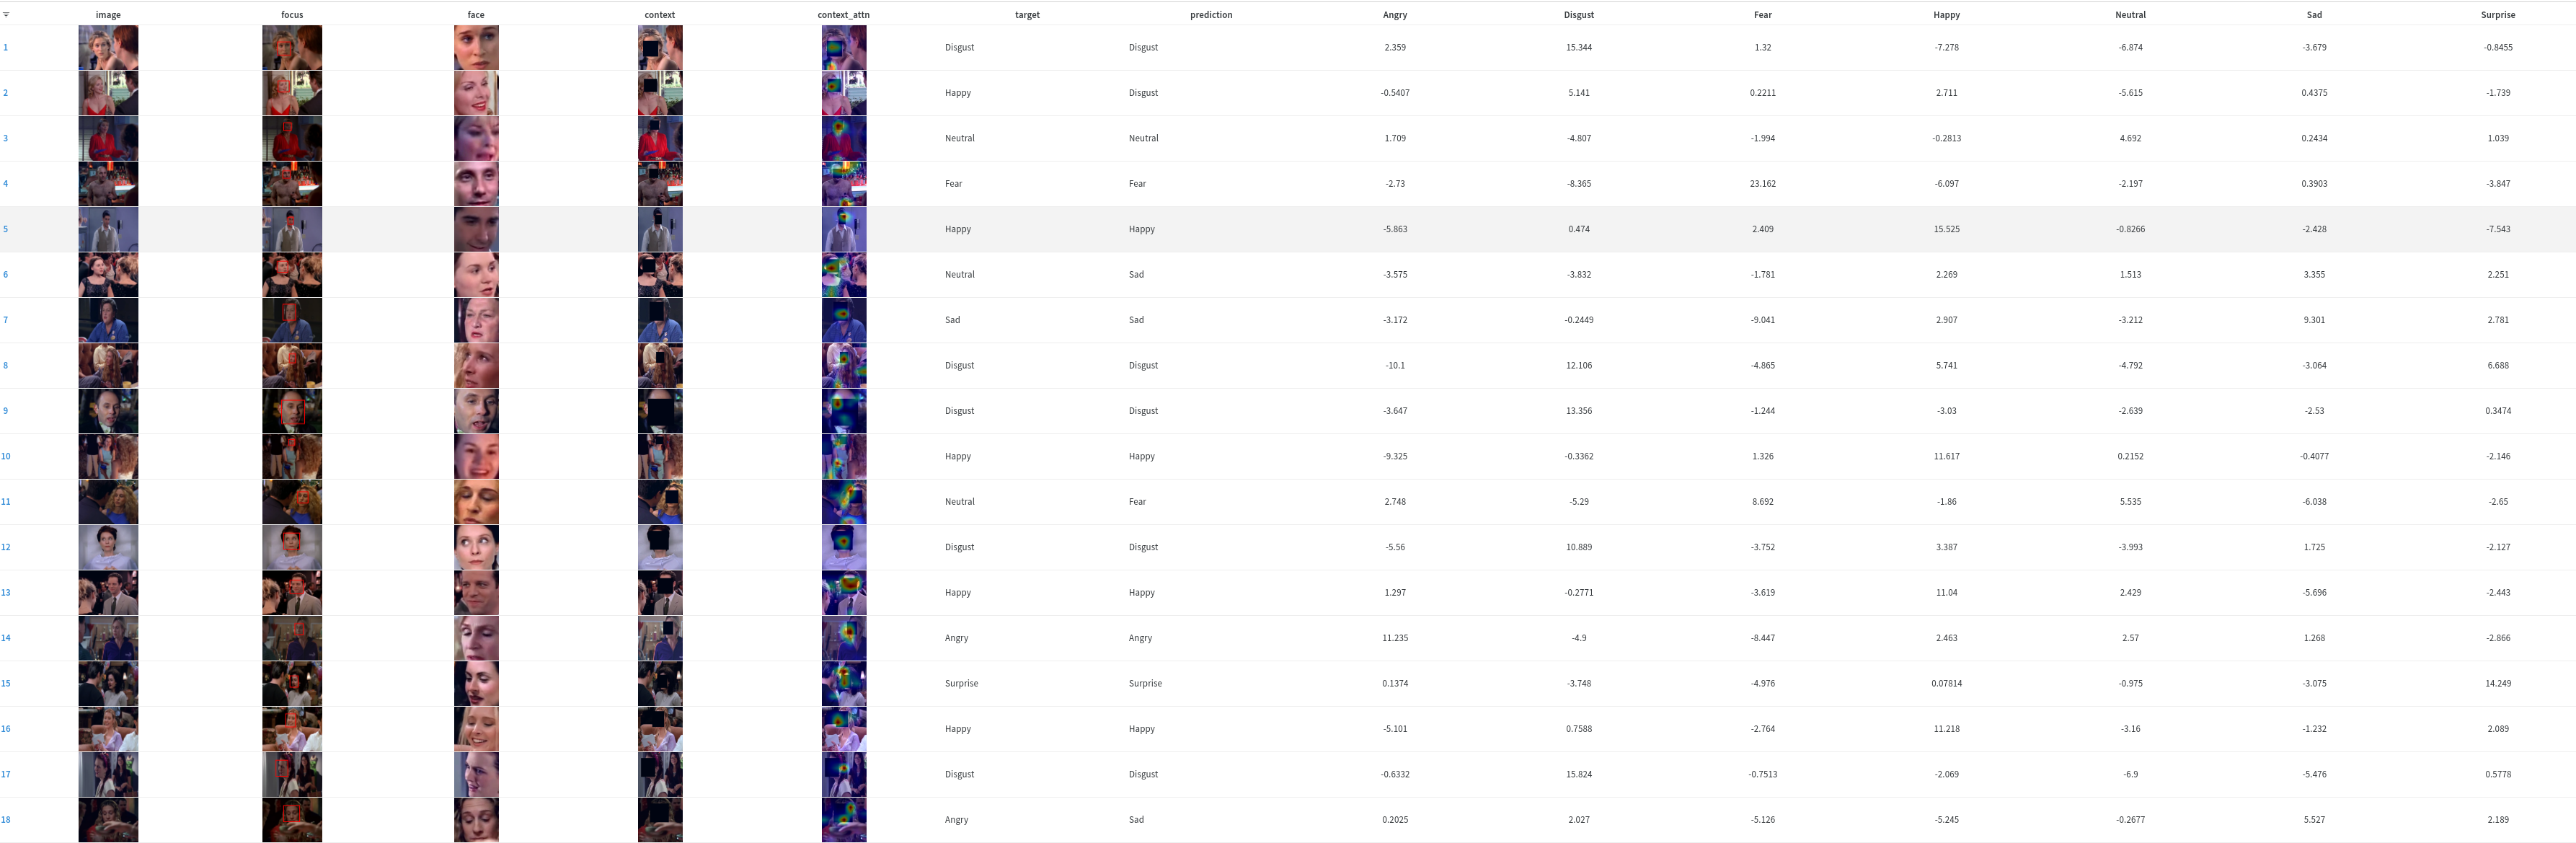 image focus face context context_attn target prediction Angry Disgust Fear Happy Neutral Sad Surprise
1 Disgust Disgust 2.359 15.344 1.32 -7.278 -6.874 -3.679 -0.8455
2 Happy Disgust -0.5407 5.141 0.2211 2.711 -5.615 0.4375 -1.739
3 Neutral Neutral 1.709 -4.807 -1.994 -0.2813 4.692 0.2434 1.039
4 Fear Fear -2.73 -8.365 23.162 -6.097 -2.197 0.3903 -3.847
5 Happy Happy -5.863 0.474 2.409 15.525 -0.8266 -2.428 -7.543
6 Neutral Sad -3.575 -3.832 -1.781 2.269 1.513 3.355 2.251
7 Sad Sad -3.172 -0.2449 -9.041 2.907 -3.212 9.301 2.781
8 Disgust Disgust -10.1 12.106 -4.865 5.741 -4.792 -3.064 6.688
9 Disgust Disgust -3.647 13.356 -1.244 -3.03 -2.639 -2.53 0.3474
10 Happy Happy -9.325 -0.3362 1.326 11.617 0.2152 -0.4077 -2.146
11 Neutral Fear 2.748 -5.29 8.692 -1.86 5.535 -6.038 -2.65
12 Disgust Disgust -5.56 10.889 -3.752 3.387 -3.993 1.725 -2.127
13 Happy Happy 1.297 -0.2771 -3.619 11.04 2.429 -5.696 -2.443
14 Angry Angry 11.235 -4.9 -8.447 2.463 2.57 1.268 -2.866
15 Surprise Surprise 0.1374 -3.748 -4.976 0.07814 -0.975 -3.075 14.249
16 Happy Happy -5.101 0.7588 -2.764 11.218 -3.16 -1.232 2.089
17 Disgust Disgust -0.6332 15.824 -0.7513 -2.069 -6.9 -5.476 0.5778
18 Angry Sad 0.2025 2.027 -5.126 -5.245 -0.2677 5.527 2.189